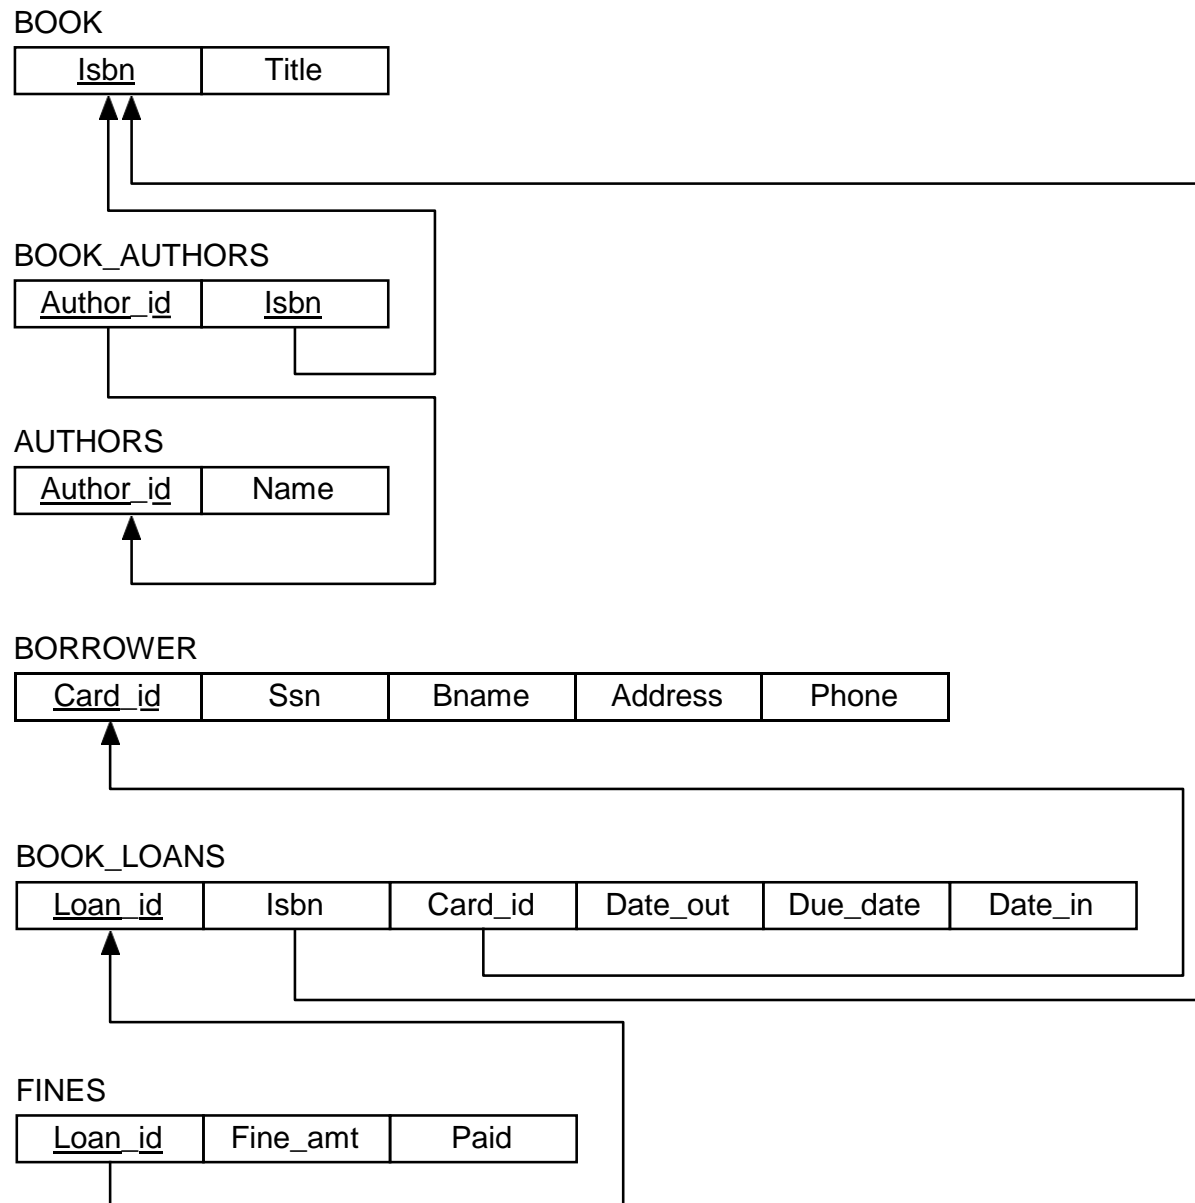 BOOK
Isbn Title
BOOK_AUTHORS
Author_id Isbn
AUTHORS
Author_id Name
BORROWER
Card_id Ssn Bname Address Phone
BOOK_LOANS
Loan_id Isbn Card_id Date_out Due_date Date_in
FINES
Loan_id Fine_amt Paid